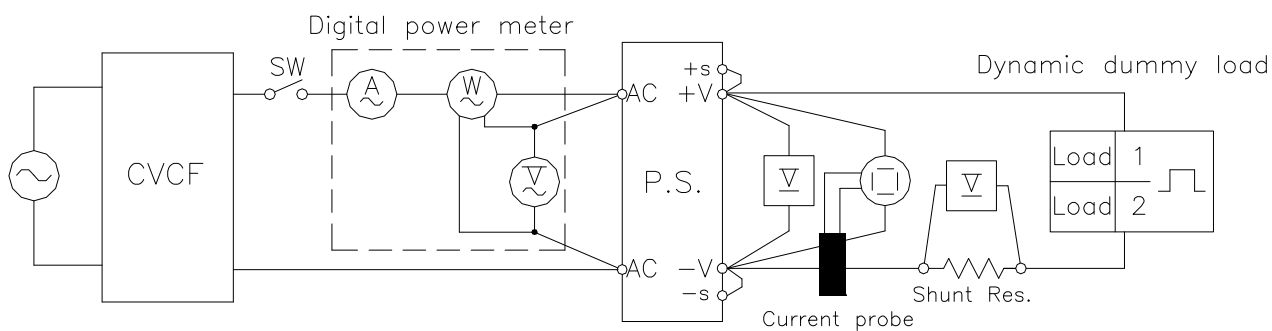 Digital power meter
SW
+s
Dynamic dummy load
A
W
AC
+V
CVCF
V
P.S.
V
V
Load 1
Load 2
AC
-V
-s
Shunt Res.
Current probe